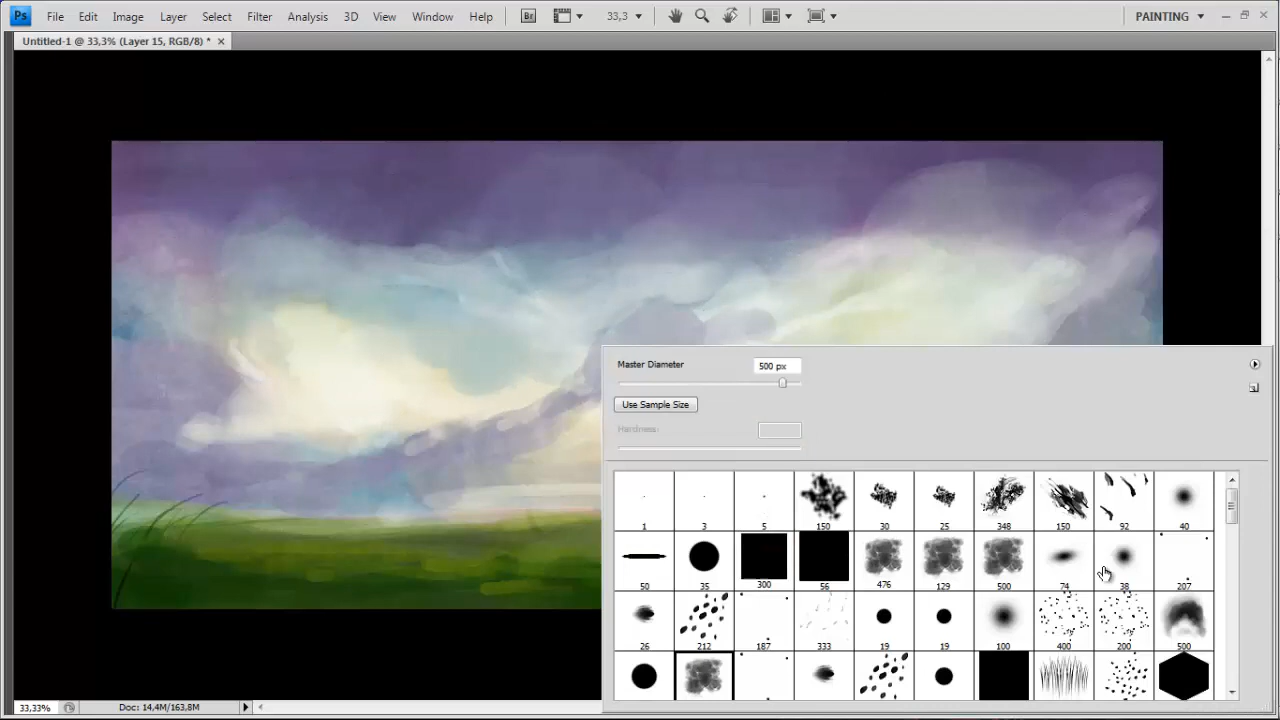 Ps File Edit Image Layer Select Filter Analysis 3D View Window Help Br 33,3 PAINTING
Untitled-1 @ 33,3% (Layer 15, RGB/8) *
Master Diameter 500 px
Use Sample Size
Hardness:
1 3 5 150 30 25 348 150 92 40
50 35 300 56 476 129 500 74 38 207
26 212 187 333 19 19 100 400 200 500
33,33% Doc: 14,4M/163,8M